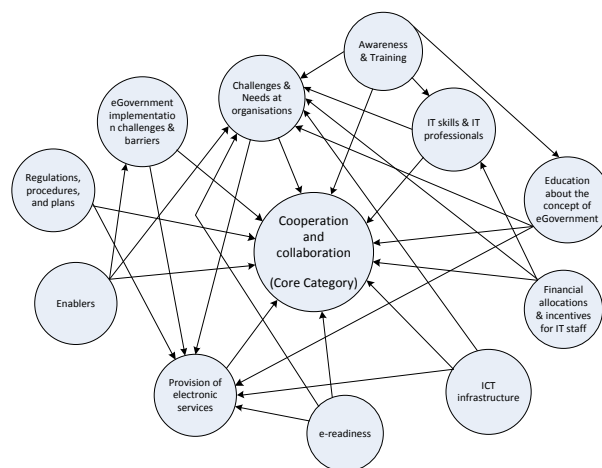 Awareness
& Training
Challenges &
Needs at
organisations
eGovernment
implementatio
n challenges &
barriers
IT skills & IT
professionals
Regulations,
procedures,
and plans
Education
about the
concept of
eGovernment
Cooperation
and
collaboration
(Core Category)
Enablers
Financial
allocations
& incentives
for IT staff
Provision of
electronic
services
ICT
infrastructure
e-readiness